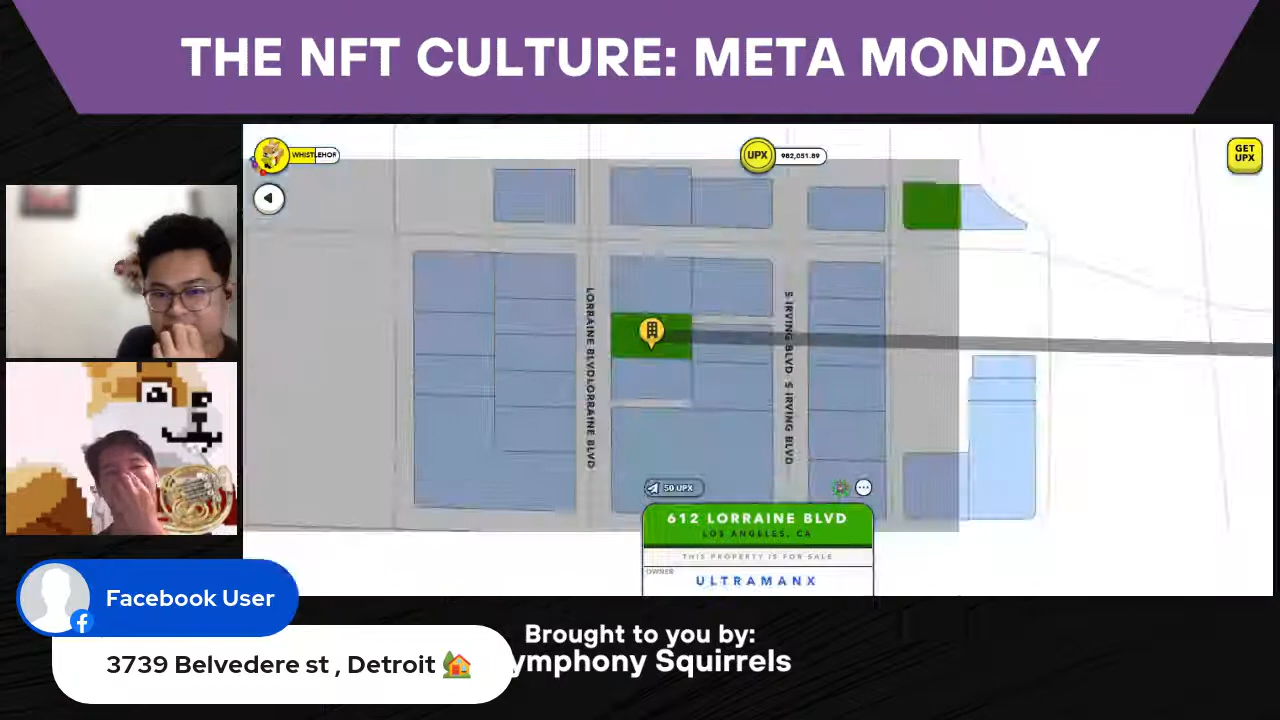 THE NFT CULTURE: META MONDAY
WHISTLEHOR
UPX
982,051.89
GET
UPX
LORRAINE BLVD
LORRAINE BLVD
S IRVING BLVD
S IRVING BLVD
50 UPX
612 LORRAINE BLVD
LOS ANGELES, CA
THIS PROPERTY IS FOR SALE
OWNER
ULTRAMANX
Facebook User
3739 Belvedere st , Detroit 🏡
Brought to you by:
ymphony Squirrels